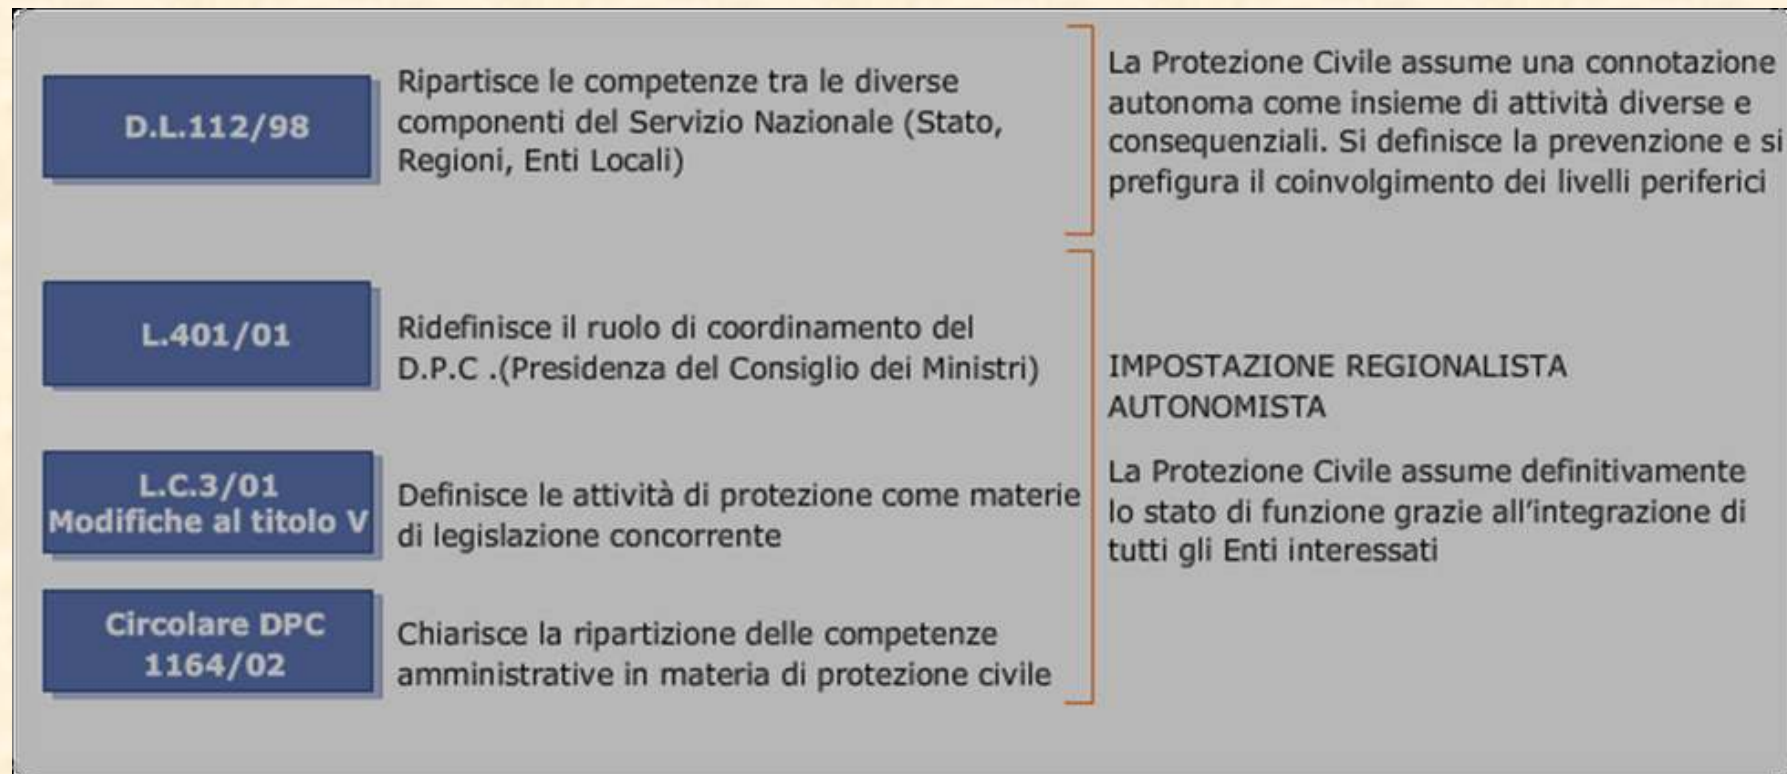 D.L.112/98
Ripartisce le competenze tra le diverse
componenti del Servizio Nazionale (Stato,
Regioni, Enti Locali)
La Protezione Civile assume una connotazione
autonoma come insieme di attività diverse e
consequenziali. Si definisce la prevenzione e si
prefigura il coinvolgimento dei livelli periferici
L.401/01
Ridefinisce il ruolo di coordinamento del
D.P.C .(Presidenza del Consiglio dei Ministri)
L.C.3/01
Modifiche al titolo V
Definisce le attività di protezione come materie
di legislazione concorrente
Circolare DPC
1164/02
Chiarisce la ripartizione delle competenze
amministrative in materia di protezione civile
IMPOSTAZIONE REGIONALISTA
AUTONOMISTA
La Protezione Civile assume definitivamente
lo stato di funzione grazie all'integrazione di
tutti gli Enti interessati